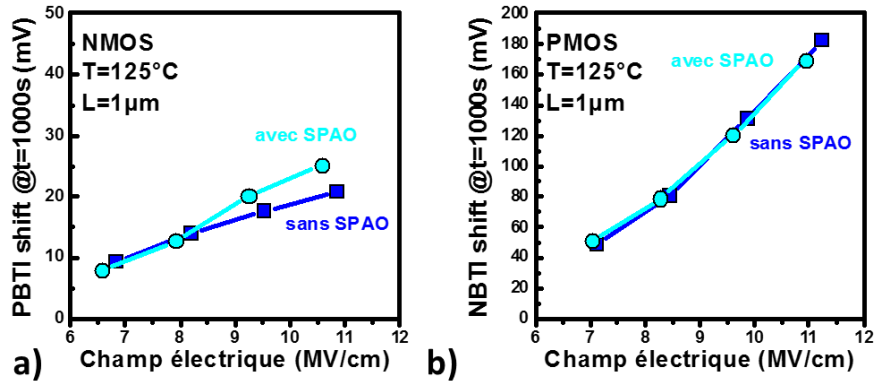 PBTI shift @t=1000s (mV)
50
40
30
20
10
0
NMOS
T=125°C
L=1µm
avec SPAO
sans SPAO
6 7 8 9 10 11 12
Champ électrique (MV/cm)
a)
NBTI shift @t=1000s (mV)
200
180
160
140
120
100
80
60
40
20
0
PMOS
T=125°C
L=1µm
avec SPAO
sans SPAO
6 7 8 9 10 11 12
Champ électrique (MV/cm)
b)